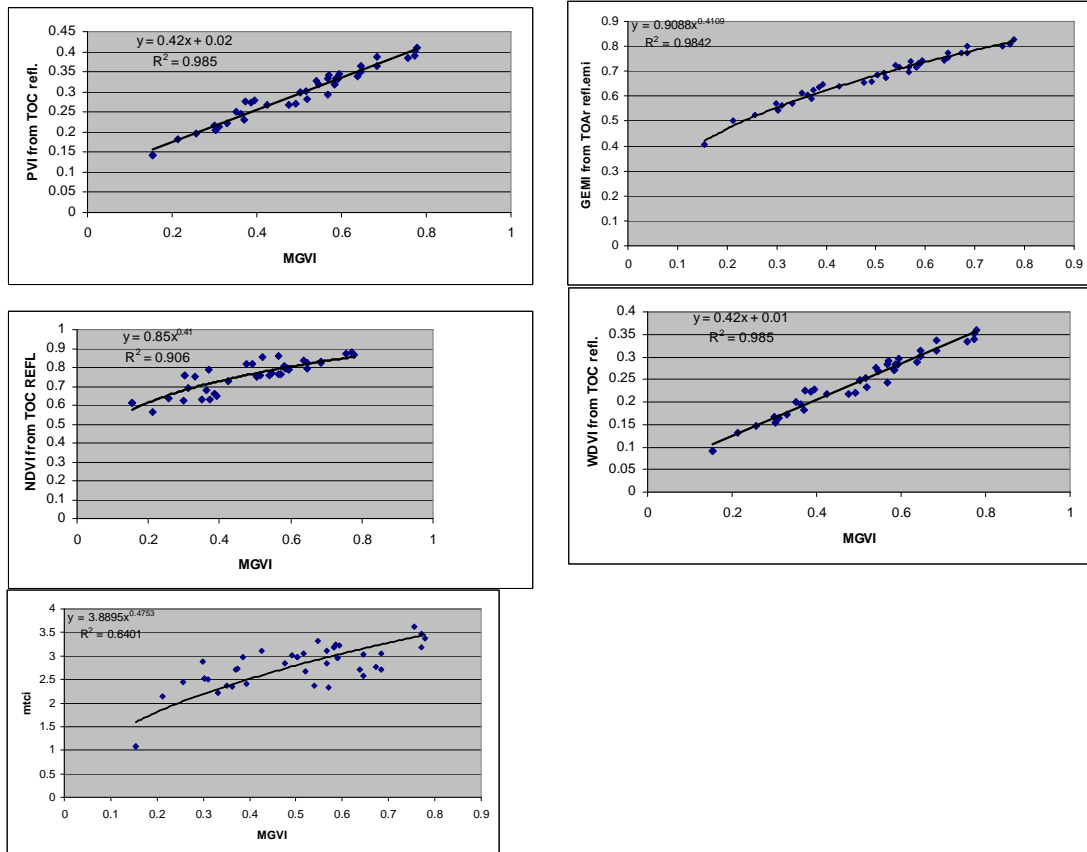 y = 0.42x + 0.02
R² = 0.985
0
0.05
0.1
0.15
0.2
0.25
0.3
0.35
0.4
0.45
0 0.2 0.4 0.6 0.8 1
MGVI
PVI from TOC refl.
y = 0.9088x^0.4109
R² = 0.9842
0
0.1
0.2
0.3
0.4
0.5
0.6
0.7
0.8
0.9
0 0.1 0.2 0.3 0.4 0.5 0.6 0.7 0.8 0.9
MGVI
GEMI from TOAr refl.emi
y = 0.85x^0.41
R² = 0.906
0
0.1
0.2
0.3
0.4
0.5
0.6
0.7
0.8
0.9
1
0 0.2 0.4 0.6 0.8 1
MGVI
NDVI from TOC REFL
y = 0.42x + 0.01
R² = 0.985
0
0.05
0.1
0.15
0.2
0.25
0.3
0.35
0.4
0 0.2 0.4 0.6 0.8 1
MGVI
WDVI from TOC refl.
y = 3.8895x^0.4753
R² = 0.6401
0
0.5
1
1.5
2
2.5
3
3.5
4
0 0.1 0.2 0.3 0.4 0.5 0.6 0.7 0.8 0.9
MGVI
mtci